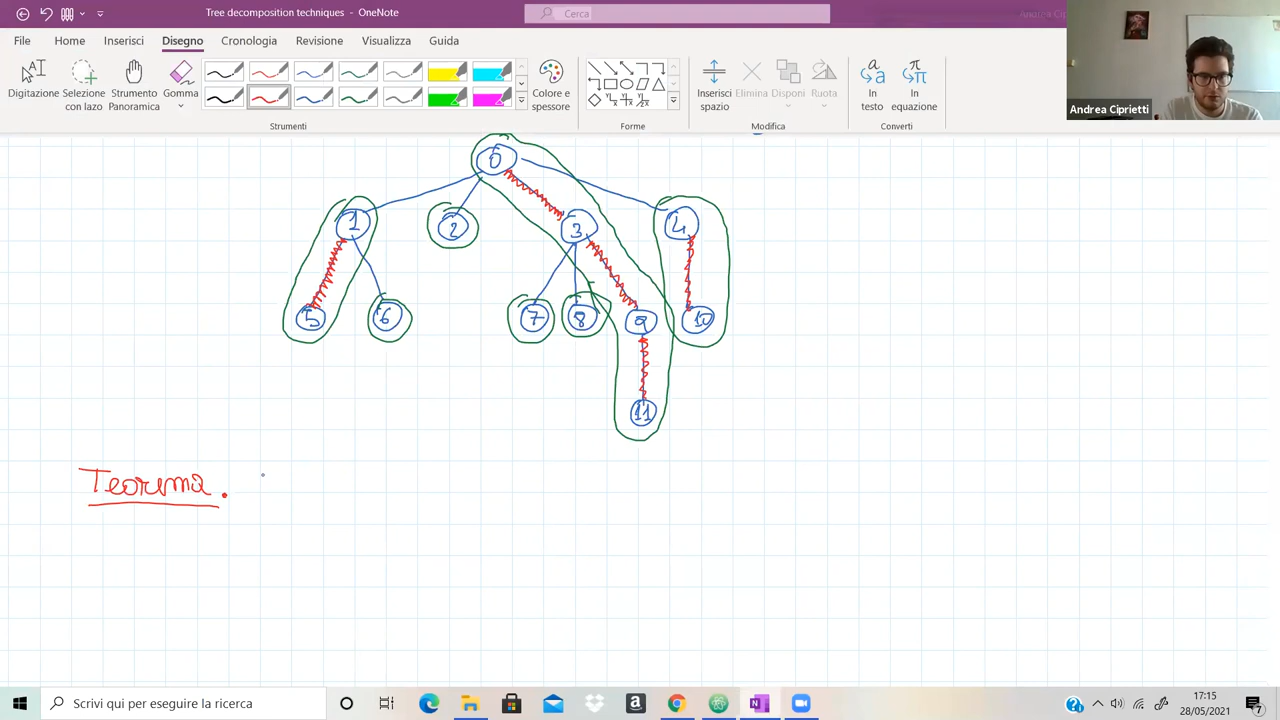 Tree decomposition techniques - OneNote
Cerca
Andrea Ci
File Home Inserisci Disegno Cronologia Revisione Visualizza Guida
Digitazione Selezione con lazo Strumento Panoramica Gomma Colore e spessore Inserisci spazio Elimina Disponi Ruota In testo In equazione
Strumenti Forme Modifica Converti
Andrea Ciprietti
0
1 2 3 4
5 6 7 8 9 10
11
Teorema.
Scrivi qui per eseguire la ricerca
17:15
28/05/2021
7